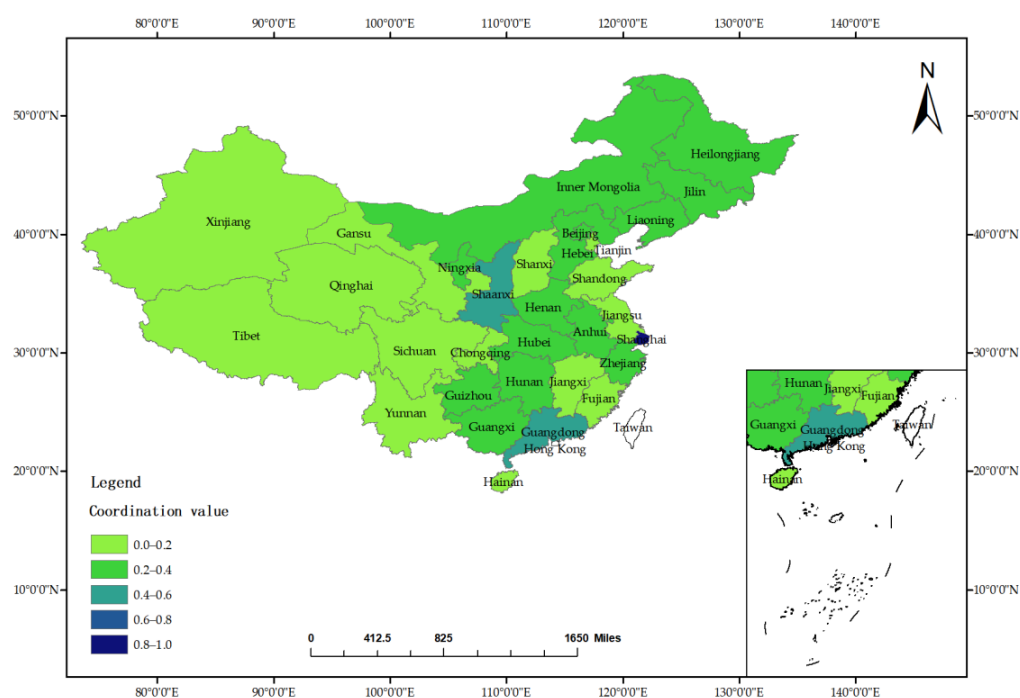 80°0'0"E 90°0'0"E 100°0'0"E 110°0'0"E 120°0'0"E 130°0'0"E 140°0'0"E
N
50°0'0"N 50°0'0"N
Heilongjiang
Inner Mongolia
Jilin
Xinjiang
Liaoning
Gansu
Beijing
40°0'0"N 40°0'0"N
Tianjin
Hebei
Shanxi
Ningxia
Shandong
Qinghai
Shaanxi
Henan
Jiangsu
Tibet
Anhui
Shanghai
Hubei
Sichuan
Chongqing
30°0'0"N 30°0'0"N
Zhejiang
Hunan
Jiangxi
Guizhou
Fujian
Yunnan
Guangxi
Guangdong
Taiwan
Hong Kong
20°0'0"N 20°0'0"N
Hainan
Hunan
Jiangxi
Fujian
Guangxi
Guangdong
Taiwan
Hong Kong
Hainan
Legend
Coordination value
0.0–0.2
0.2–0.4
0.4–0.6
0.6–0.8
0.8–1.0
10°0'0"N 10°0'0"N
0 412.5 825 1650 Miles
80°0'0"E 90°0'0"E 100°0'0"E 110°0'0"E 120°0'0"E 130°0'0"E 140°0'0"E